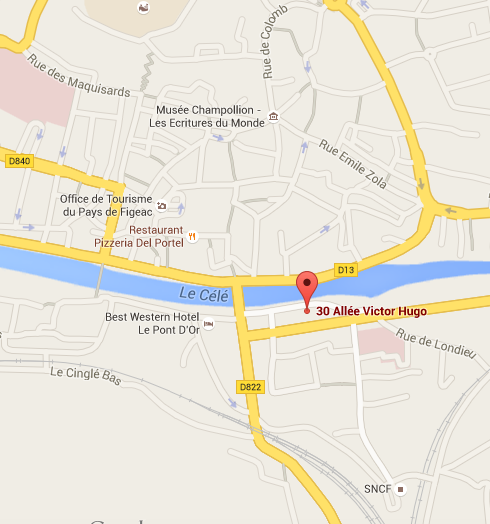 Rue de Colomb
Rue des Maquisards
Musée Champollion -
Les Ecritures du Monde
Rue Emile Zola
D840
Office de Tourisme
du Pays de Figeac
Restaurant
Pizzeria Del Portel
D13
Le Célé
30 Allée Victor Hugo
Best Western Hotel
Le Pont D'Or
Rue de Londieu
Le Cinglé Bas
D822
SNCF